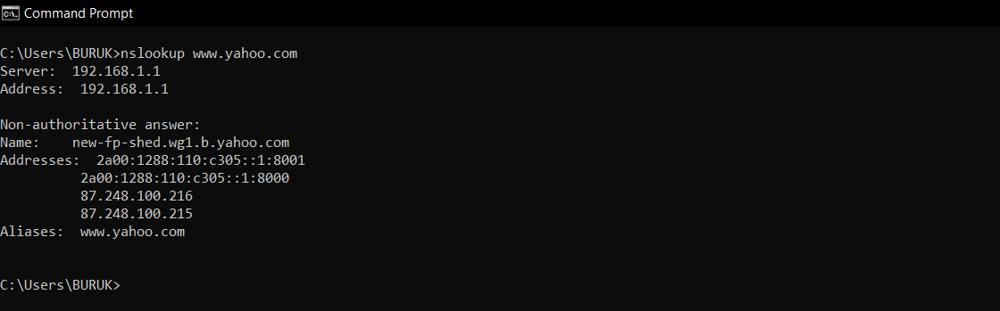 Command Prompt
C:\Users\BURUK>nslookup www.yahoo.com
Server:  192.168.1.1
Address:  192.168.1.1
Non-authoritative answer:
Name:    new-fp-shed.wg1.b.yahoo.com
Addresses:  2a00:1288:110:c305::1:8001
          2a00:1288:110:c305::1:8000
          87.248.100.216
          87.248.100.215
Aliases:  www.yahoo.com
C:\Users\BURUK>